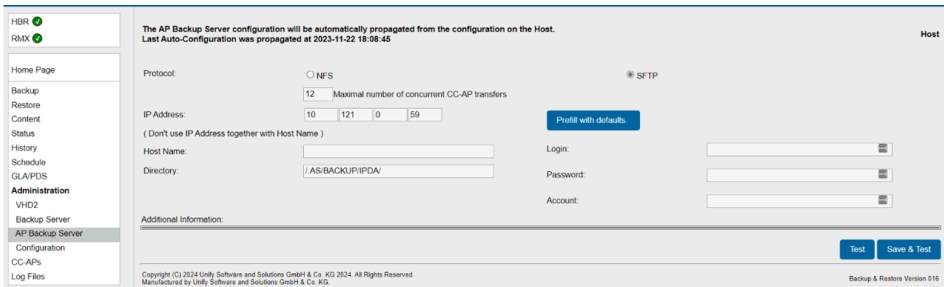 HBR
RMX
Home Page
Backup
Restore
Content
Status
History
Schedule
GLA/PDS
Administration
VHD2
Backup Server
AP Backup Server
Configuration
CC-APs
Log Files
The AP Backup Server configuration will be automatically propagated from the configuration on the Host.
Last Auto-Configuration was propagated at 2023-11-22 18:08:45
Host
Protocol: NFS SFTP
12 Maximal number of concurrent CC-AP transfers
IP Address: 10 121 0 59
Prefill with defaults.
( Don't use IP Address together with Host Name )
Host Name:
Login:
Directory: /.AS/BACKUP/IPDA/
Password:
Account:
Additional Information:
Test Save & Test
Copyright (C) 2024 Unify Software and Solutions GmbH & Co. KG 2024. All Rights Reserved.
Manufactured by Unify Software and Solutions GmbH & Co. KG.
Backup & Restore Version 016